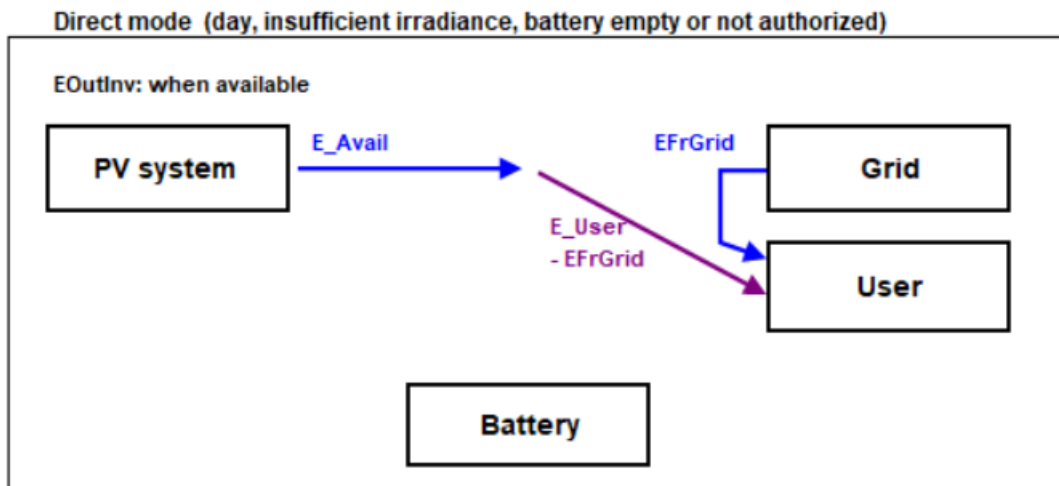 Direct mode (day, insufficient irradiance, battery empty or not authorized)
EOutInv: when available
PV system
E_Avail
EFrGrid
Grid
E_User
- EFrGrid
User
Battery